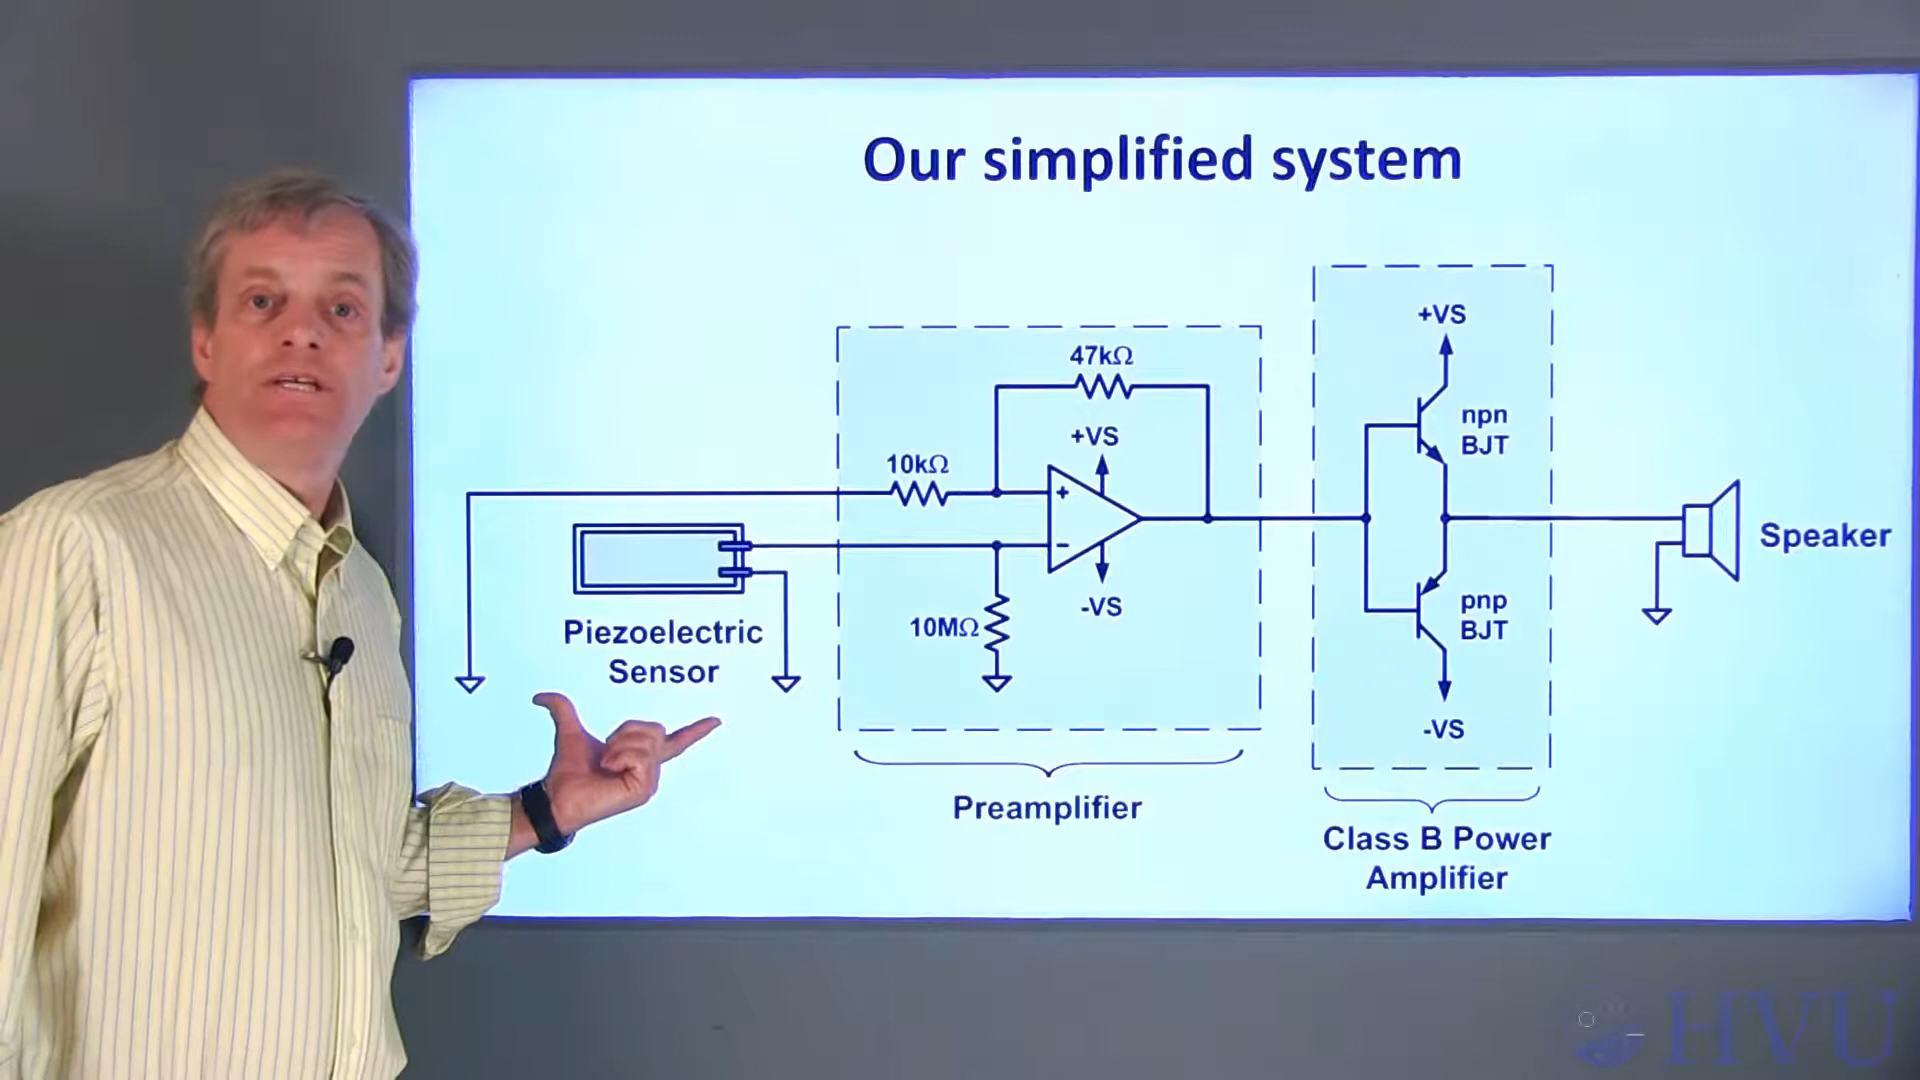 Our simplified system
+VS
47kΩ
+VS
npn
BJT
10kΩ
+
-
Speaker
-VS
10MΩ
pnp
BJT
Piezoelectric
Sensor
-VS
Preamplifier
Class B Power
Amplifier
HVU